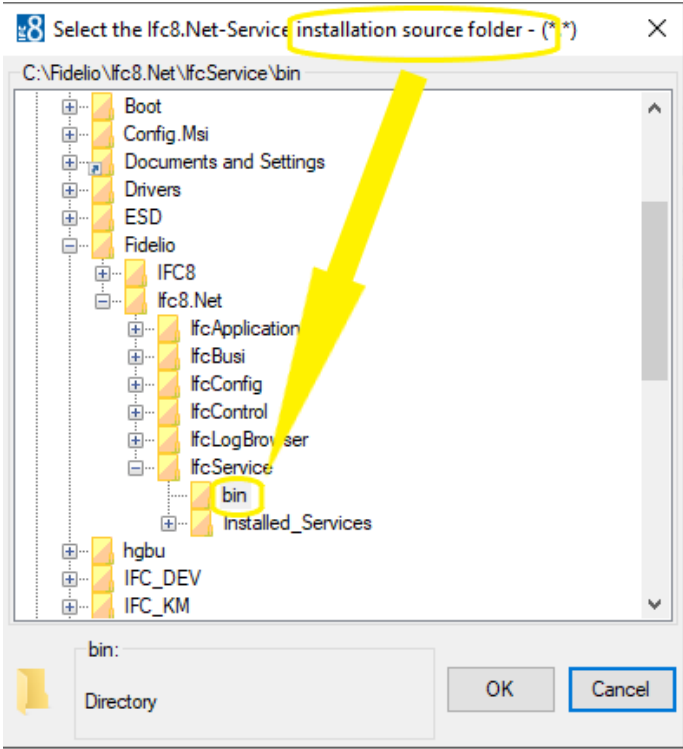 Select the Ifc8.Net-Service installation source folder - (*.*)
C:\Fidelio\Ifc8.Net\IfcService\bin
Boot
Config.Msi
Documents and Settings
Drivers
ESD
Fidelio
IFC8
Ifc8.Net
IfcApplication
IfcBusi
IfcConfig
IfcControl
IfcLogBrowser
IfcService
bin
Installed_Services
hgbu
IFC_DEV
IFC_KM
bin:
Directory
OK
Cancel